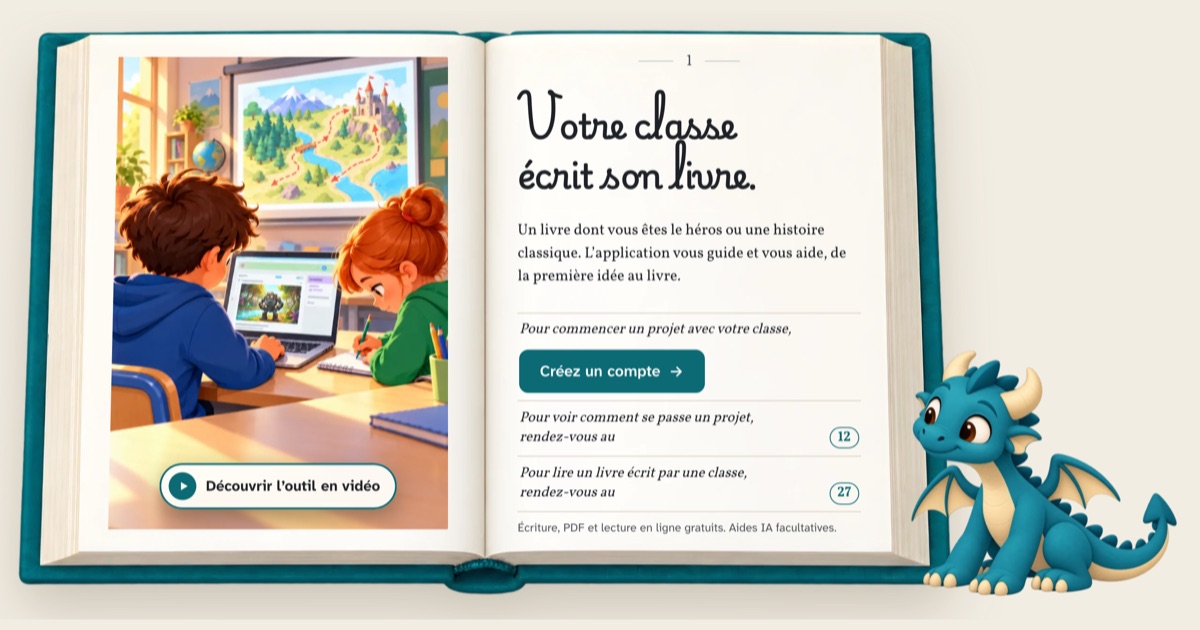 Découvrir l’outil en vidéo
1
Votre classe
écrit son livre.
Un livre dont vous êtes le héros ou une histoire
classique. L’application vous guide et vous aide, de
la première idée au livre.
Pour commencer un projet avec votre classe,
Créez un compte →
Pour voir comment se passe un projet,
rendez-vous au
12
Pour lire un livre écrit par une classe,
rendez-vous au
27
Écriture, PDF et lecture en ligne gratuits. Aides IA facultatives.